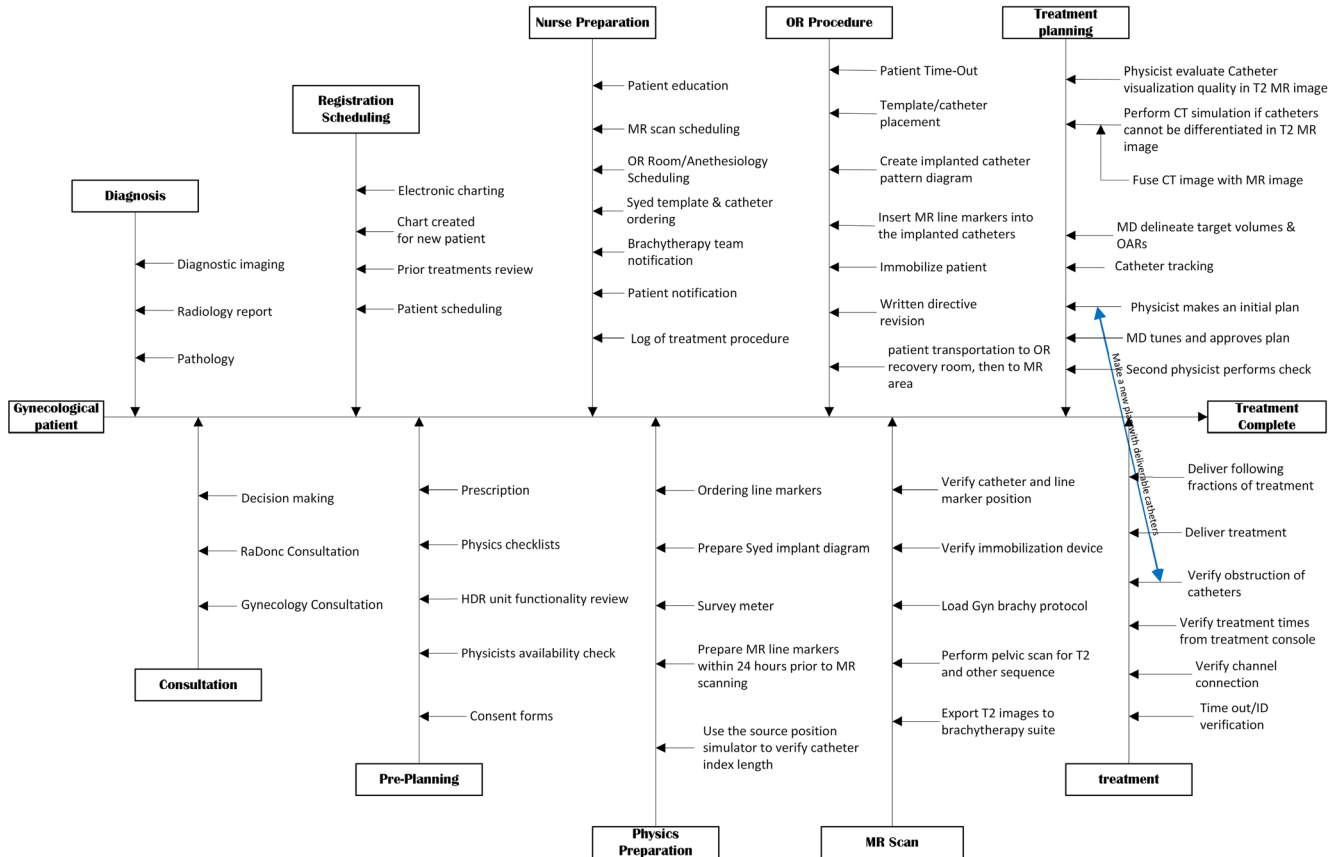 Nurse Preparation
Patient education
MR scan scheduling
OR Room/Anethesiology
Scheduling
Syed template & catheter
ordering
Brachytherapy team
notification
Patient notification
Log of treatment procedure
OR Procedure
Patient Time-Out
Template/catheter
placement
Create implanted catheter
pattern diagram
Insert MR line markers into
the implanted catheters
Immobilize patient
Written directive
revision
patient transportation to OR
recovery room, then to MR
area
Treatment
planning
Physicist evaluate Catheter
visualization quality in T2 MR image
Perform CT simulation if catheters
cannot be differentiated in T2 MR
image
Fuse CT image with MR image
MD delineate target volumes &
OARs
Catheter tracking
Physicist makes an initial plan
MD tunes and approves plan
Second physicist performs check
Registration
Scheduling
Electronic charting
Chart created
for new patient
Prior treatments review
Patient scheduling
Diagnosis
Diagnostic imaging
Radiology report
Pathology
Gynecological
patient
Treatment
Complete
Make a new plan with deliverable catheters
Decision making
RaDonc Consultation
Gynecology Consultation
Consultation
Prescription
Physics checklists
HDR unit functionality review
Physicists availability check
Consent forms
Pre-Planning
Ordering line markers
Prepare Syed implant diagram
Survey meter
Prepare MR line markers
within 24 hours prior to MR
scanning
Use the source position
simulator to verify catheter
index length
Physics
Preparation
Verify catheter and line
marker position
Verify immobilization device
Load Gyn brachy protocol
Perform pelvic scan for T2
and other sequence
Export T2 images to
brachytherapy suite
MR Scan
Deliver following
fractions of treatment
Deliver treatment
Verify obstruction of
catheters
Verify treatment times
from treatment console
Verify channel
connection
Time out/ID
verification
treatment